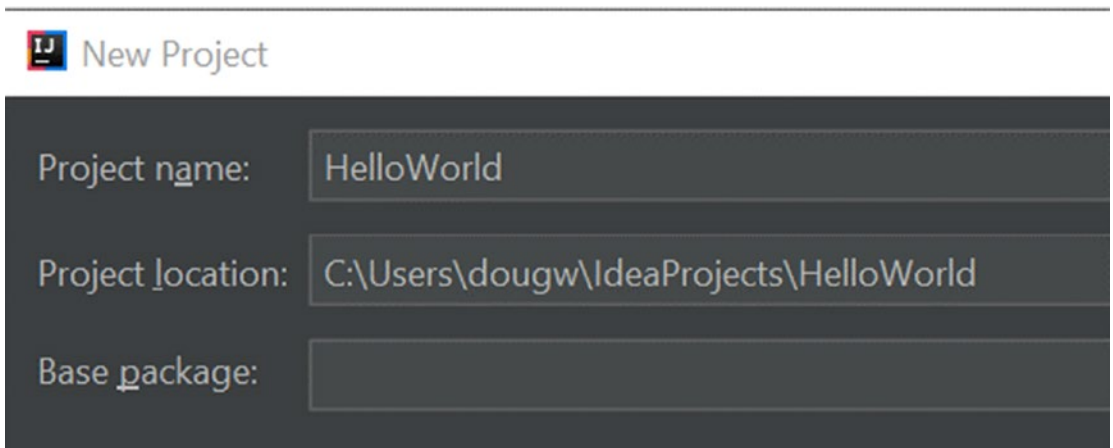 IJ
New Project
Project name: HelloWorld
Project location: C:\Users\dougw\IdeaProjects\HelloWorld
Base package: